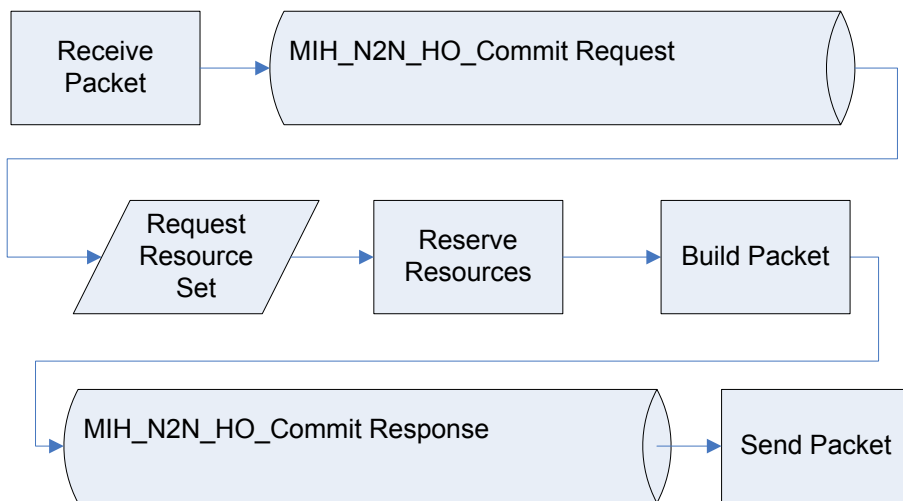 Receive
Packet
MIH_N2N_HO_Commit Request
Request
Resource
Set
Reserve
Resources
Build Packet
MIH_N2N_HO_Commit Response
Send Packet